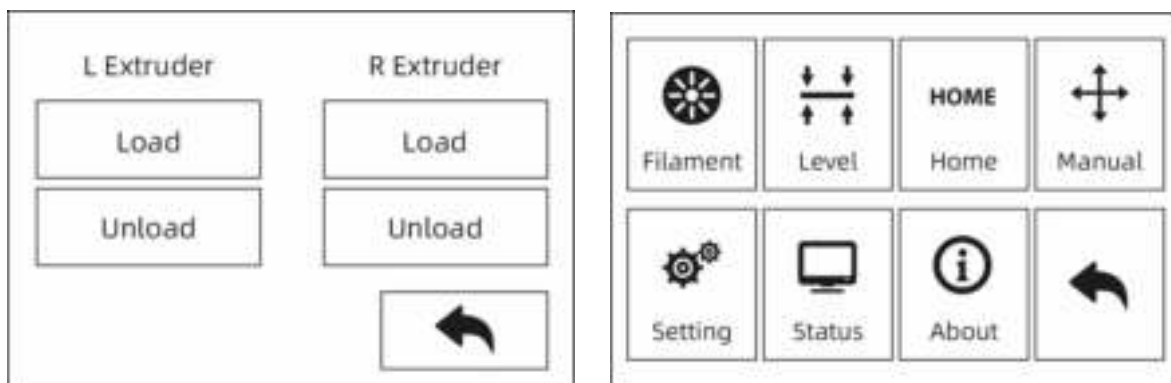 L Extruder R Extruder
Load Load
Unload Unload
HOME
Filament Level Home Manual
Setting Status About